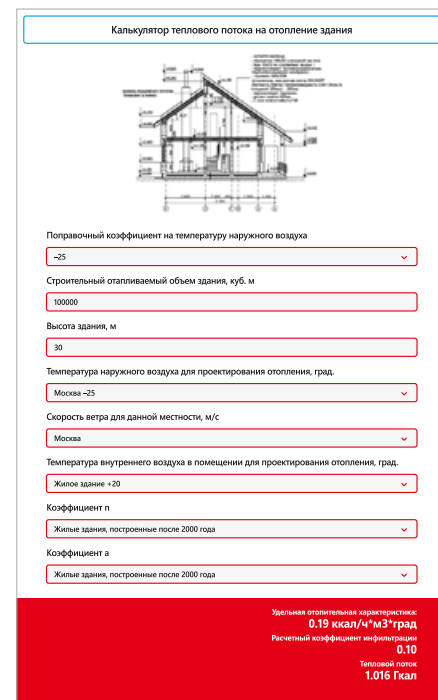 Калькулятор теплового потока на отопление здания
Поправочный коэффициент на температуру наружного воздуха
–25
Строительный отапливаемый объем здания, куб. м
100000
Высота здания, м
30
Температура наружного воздуха для проектирования отопления, град.
Москва –25
Скорость ветра для данной местности, м/с
Москва
Температура внутреннего воздуха в помещении для проектирования отопления, град.
Жилое здание +20
Коэффициент n
Жилые здания, построенные после 2000 года
Коэффициент a
Жилые здания, построенные после 2000 года
Удельная отопительная характеристика:
0.19 ккал/ч*м3*град
Расчетный коэффициент инфильтрации
0.10
Тепловой поток
1.016 Гкал